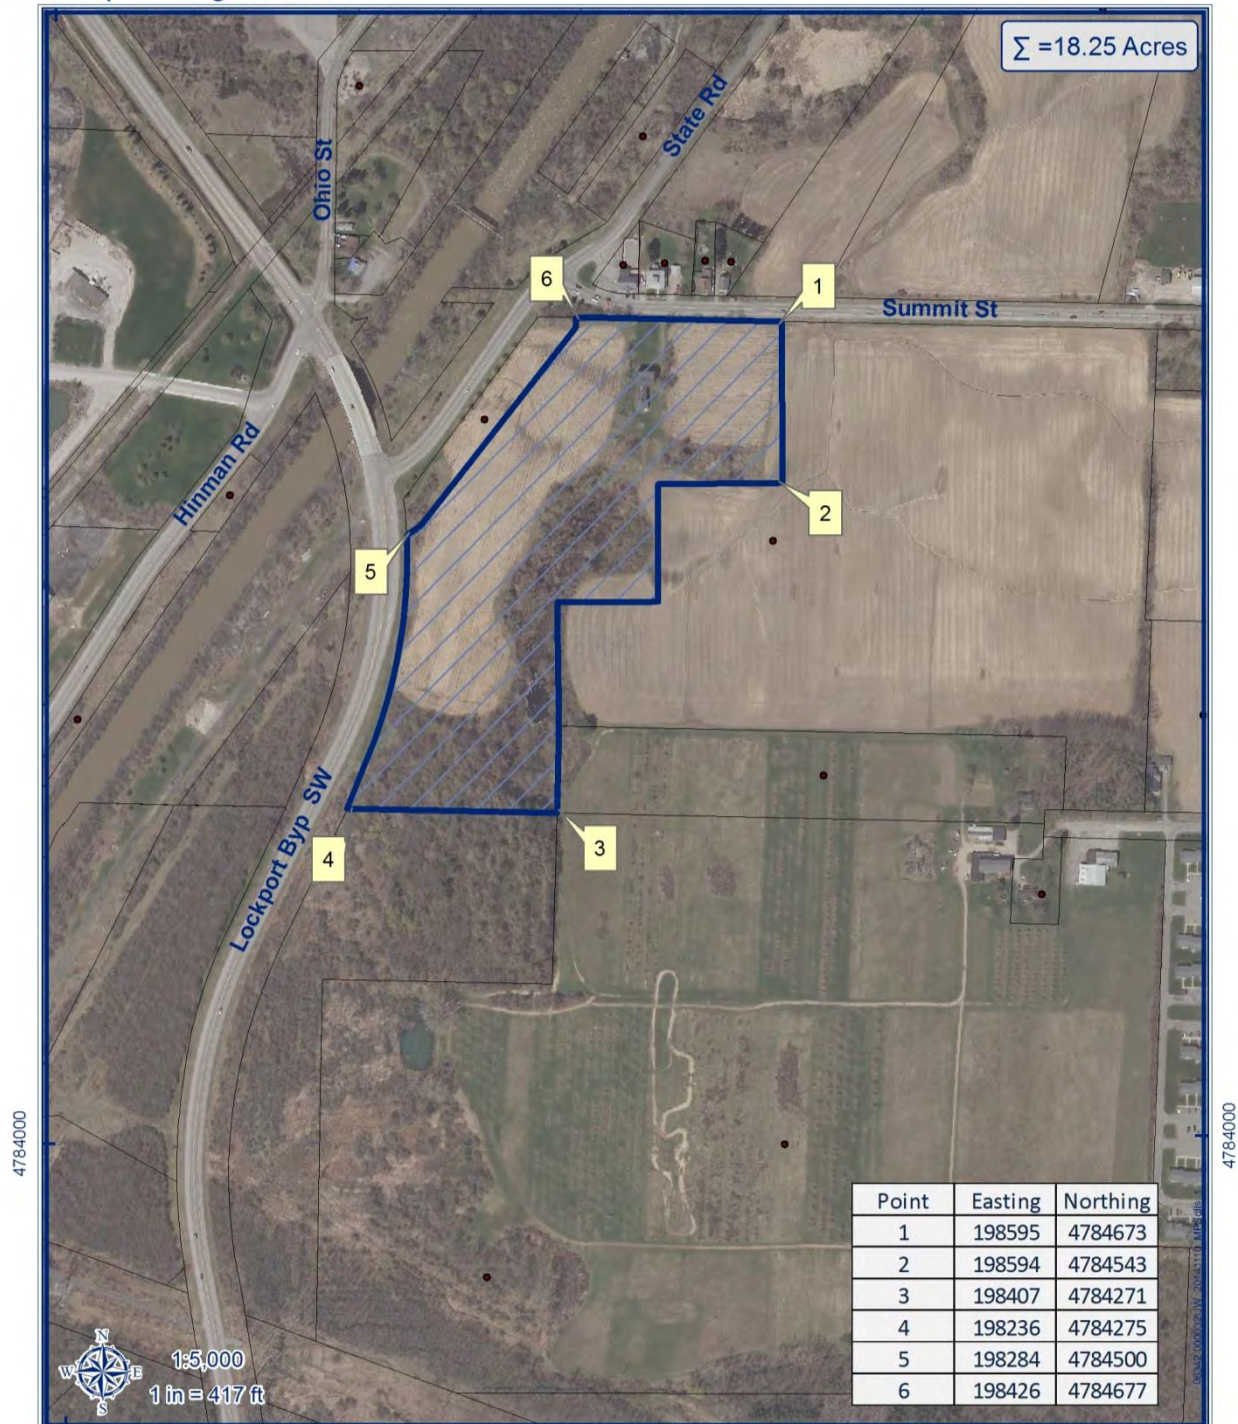 ∑ =18.25 Acres
State Rd
Ohio St
6
1
Summit St
Hinman Rd
2
5
3
4
Lockport Byp SW
4784000
4784000
Point Easting Northing
1 198595 4784673
2 198594 4784543
3 198407 4784271
4 198236 4784275
5 198284 4784500
6 198426 4784677
N
W E
S
1:5,000
1 in = 417 ft